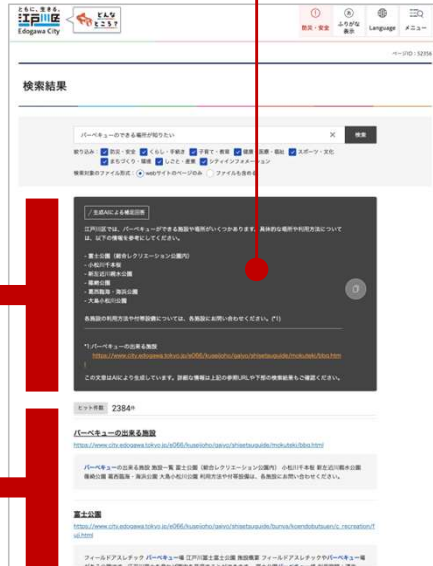 ともに、生きる。
江戸川区
Edogawa City
どんな
ところ?
防災・安全
ふりがな
表示
Language
メニュー
ページID:52356
検索結果
バーベキューのできる場所が知りたい
×
検索
絞り込み: 防災・安全 くらし・手続き 子育て・教育 健康・医療・福祉 スポーツ・文化
まちづくり・環境 しごと・産業 シティインフォメーション
検索対象のファイル形式: webサイトのページのみ ファイルも含める
生成AIによる補足回答
江戸川区では、バーベキューができる施設や場所がいくつかあります。具体的な場所や利用方法について
は、以下の情報を参考にしてください。
- 富士公園(総合レクリエーション公園内)
- 小松川千本桜
- 新左近川親水公園
- 篠崎公園
- 葛西臨海・海浜公園
- 大島小松川公園
各施設の利用方法や付帯設備については、各施設にお問い合わせください。(*1)
*1:バーベキューの出来る施設
https://www.city.edogawa.tokyo.jp/e066/kuseijoho/gaiyo/shisetsuguide/mokuteki/bbq.html
この文章はAIにより生成しています。詳細な情報は上記の参照URLや下部の検索結果もご確認ください。
ヒット件数 2384件
バーベキューの出来る施設
https://www.city.edogawa.tokyo.jp/e066/kuseijoho/gaiyo/shisetsuguide/mokuteki/bbq.html
バーベキューの出来る施設 施設一覧 富士公園(総合レクリエーション公園内) 小松川千本桜 新左近川親水公園
篠崎公園 葛西臨海・海浜公園 大島小松川公園 利用方法や付帯設備は、各施設にお問い合わせください。
富士公園
https://www.city.edogawa.tokyo.jp/e066/kuseijoho/gaiyo/shisetsuguide/bunya/koendobutsuen/c_recreation/f
uji.html
フィールドアスレチック バーベキュー場 江戸川区立富士公園 施設概要 フィールドアスレチックやバーベキュー場